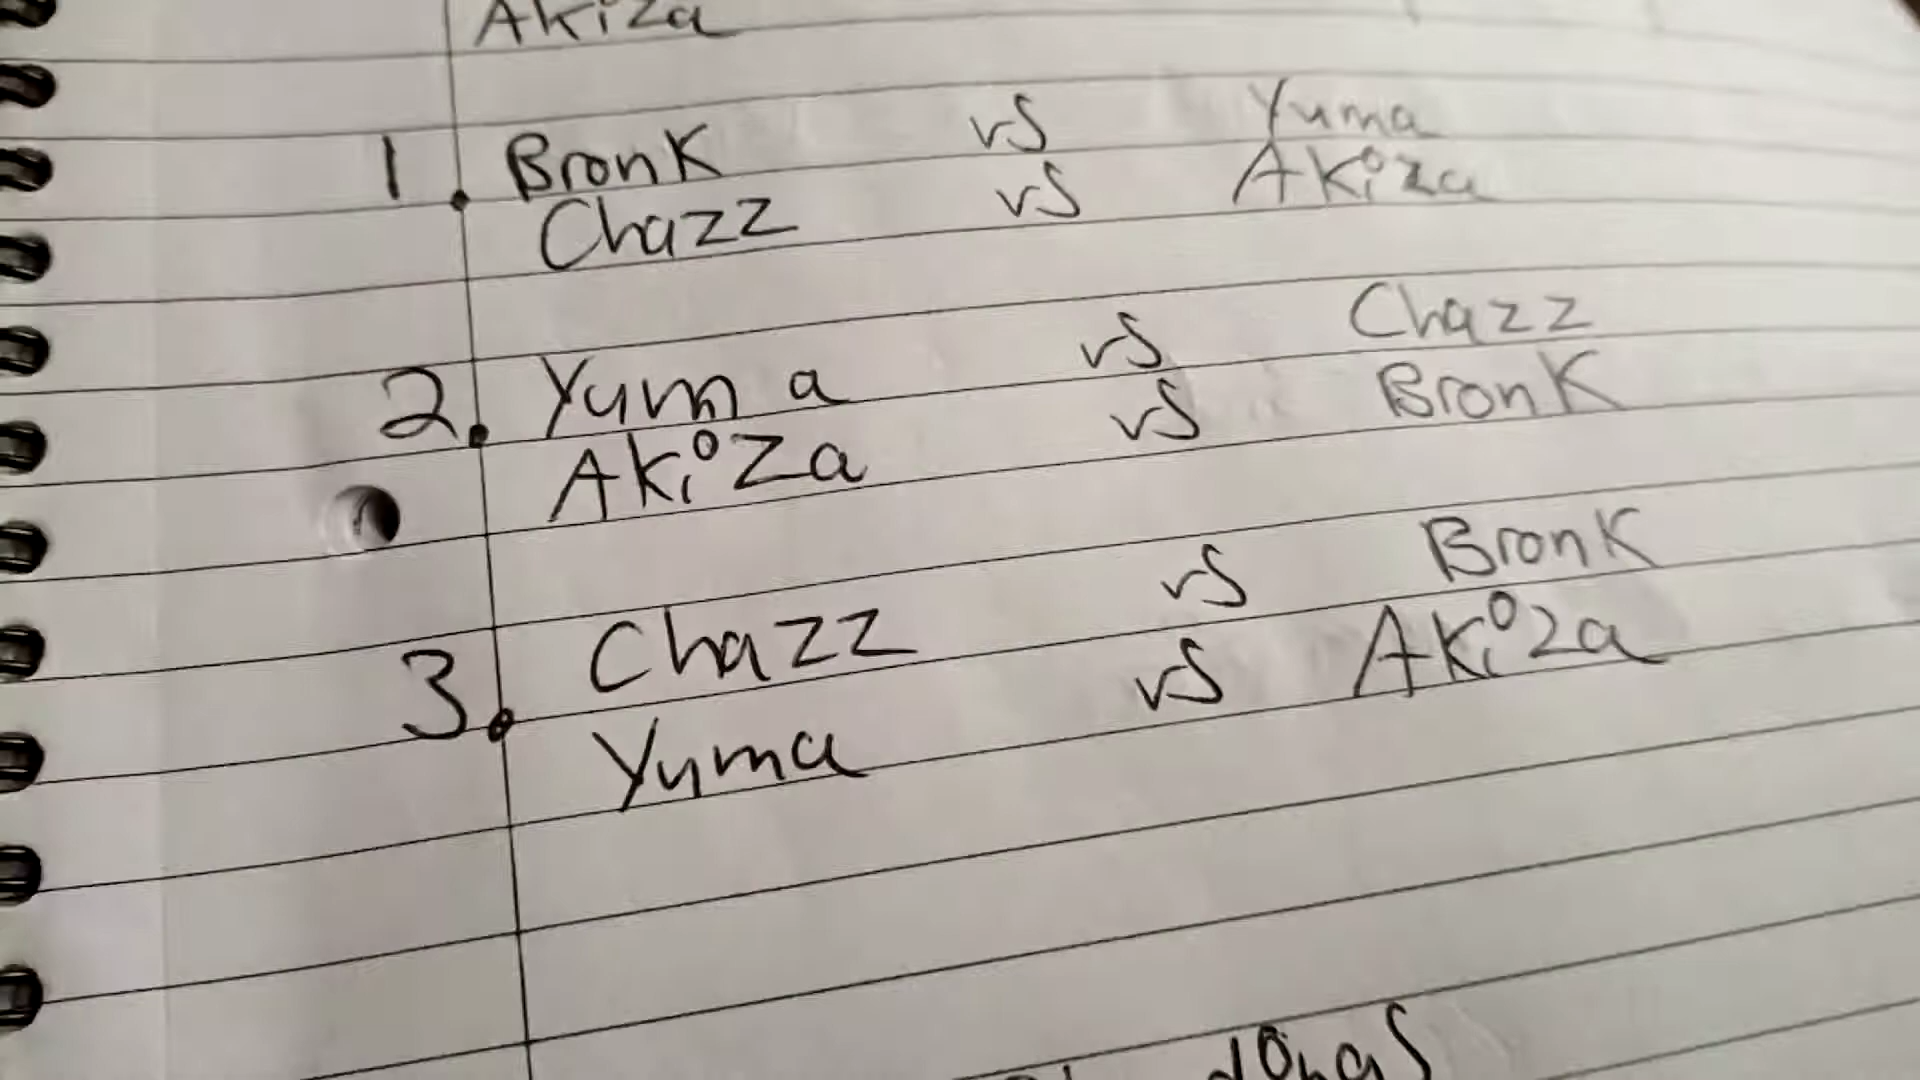 Akiza
1. Bronk vs Yuma
Chazz vs Akiza
2. Yuma vs Chazz
Akiza vs Bronk
3. Chazz vs Bronk
Yuma vs Akiza